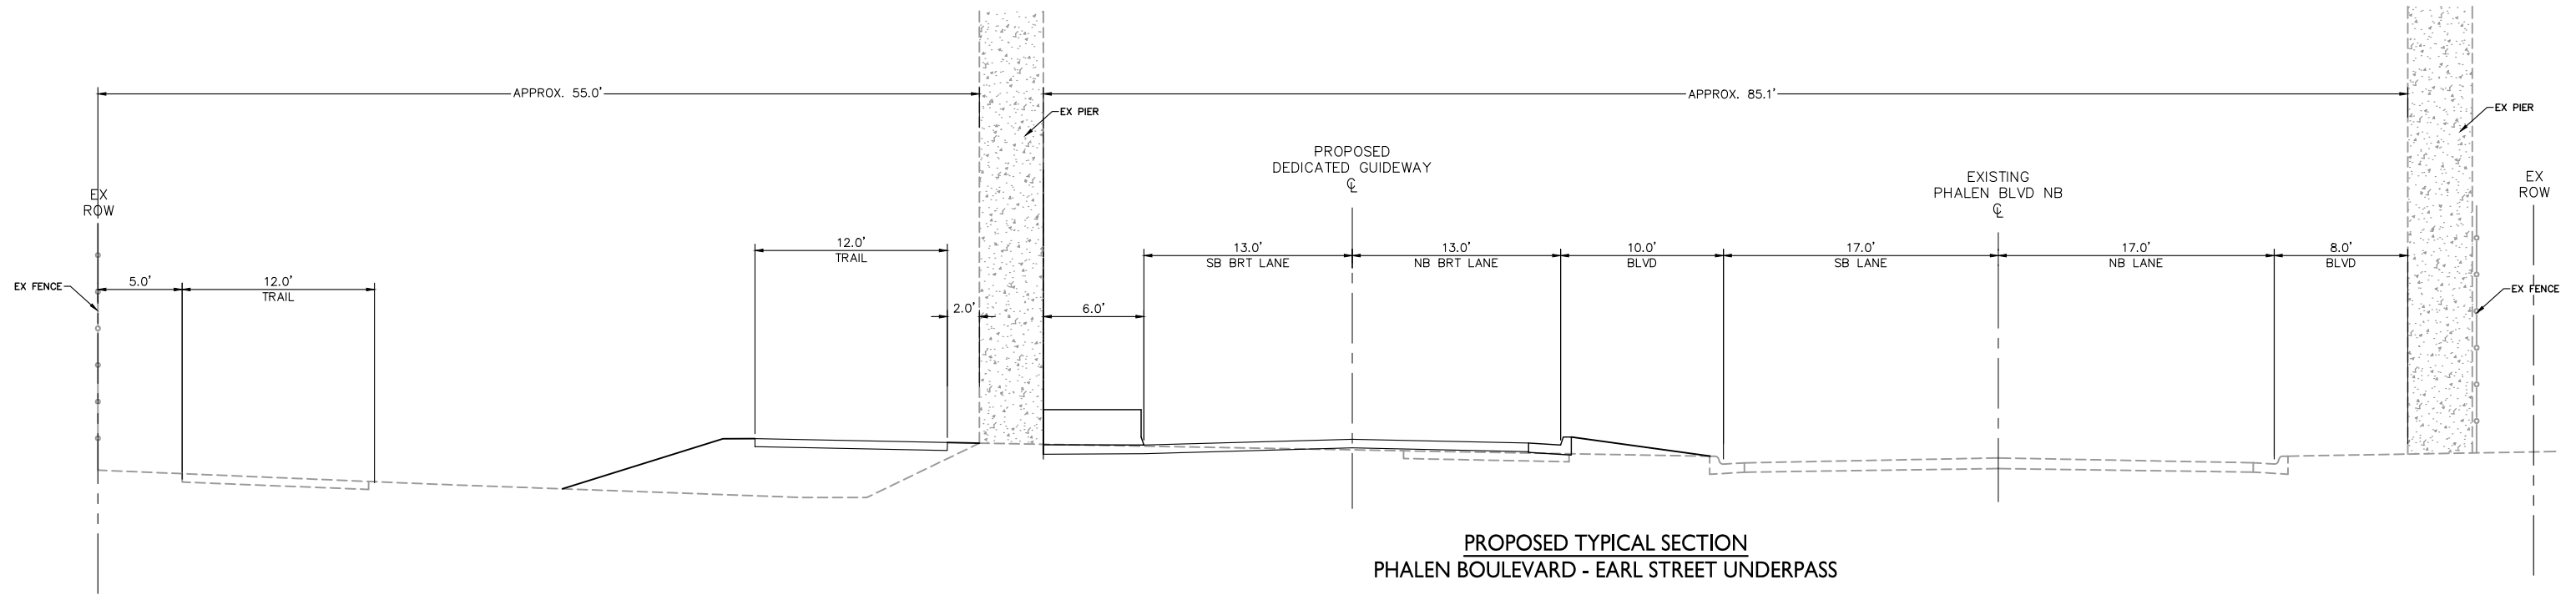 APPROX. 55.0'
APPROX. 85.1'
EX PIER
EX PIER
PROPOSED
DEDICATED GUIDEWAY
℄
EXISTING
PHALEN BLVD NB
℄
EX
ROW
EX
ROW
12.0'
TRAIL
13.0'
SB BRT LANE
13.0'
NB BRT LANE
10.0'
BLVD
17.0'
SB LANE
17.0'
NB LANE
8.0'
BLVD
EX FENCE
5.0'
12.0'
TRAIL
2.0'
6.0'
EX FENCE
PROPOSED TYPICAL SECTION
PHALEN BOULEVARD - EARL STREET UNDERPASS